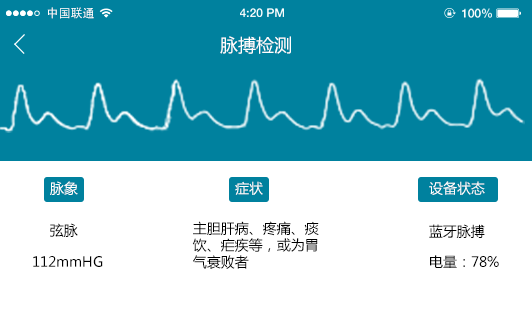 中国联通 4:20 PM 100%
脉搏检测
脉象 症状 设备状态
弦脉
112mmHG
主胆肝病、疼痛、痰
饮、疟疾等，或为胃
气衰败者
蓝牙脉搏
电量：78%